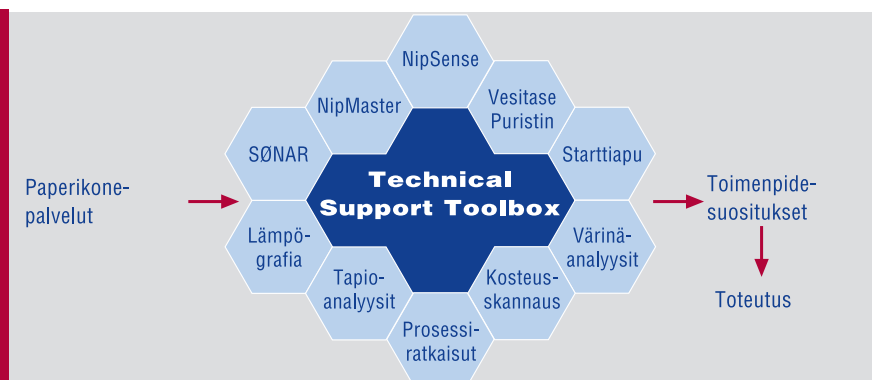 NipSense
NipMaster
Vesitase
Puristin
SØNAR
Starttiapu
Technical
Support Toolbox
Paperikone-
palvelut
Toimenpide-
suositukset
Lämpö-
grafia
Värinä-
analyysit
Tapio-
analyysit
Kosteus-
skannaus
Toteutus
Prosessi-
ratkaisut